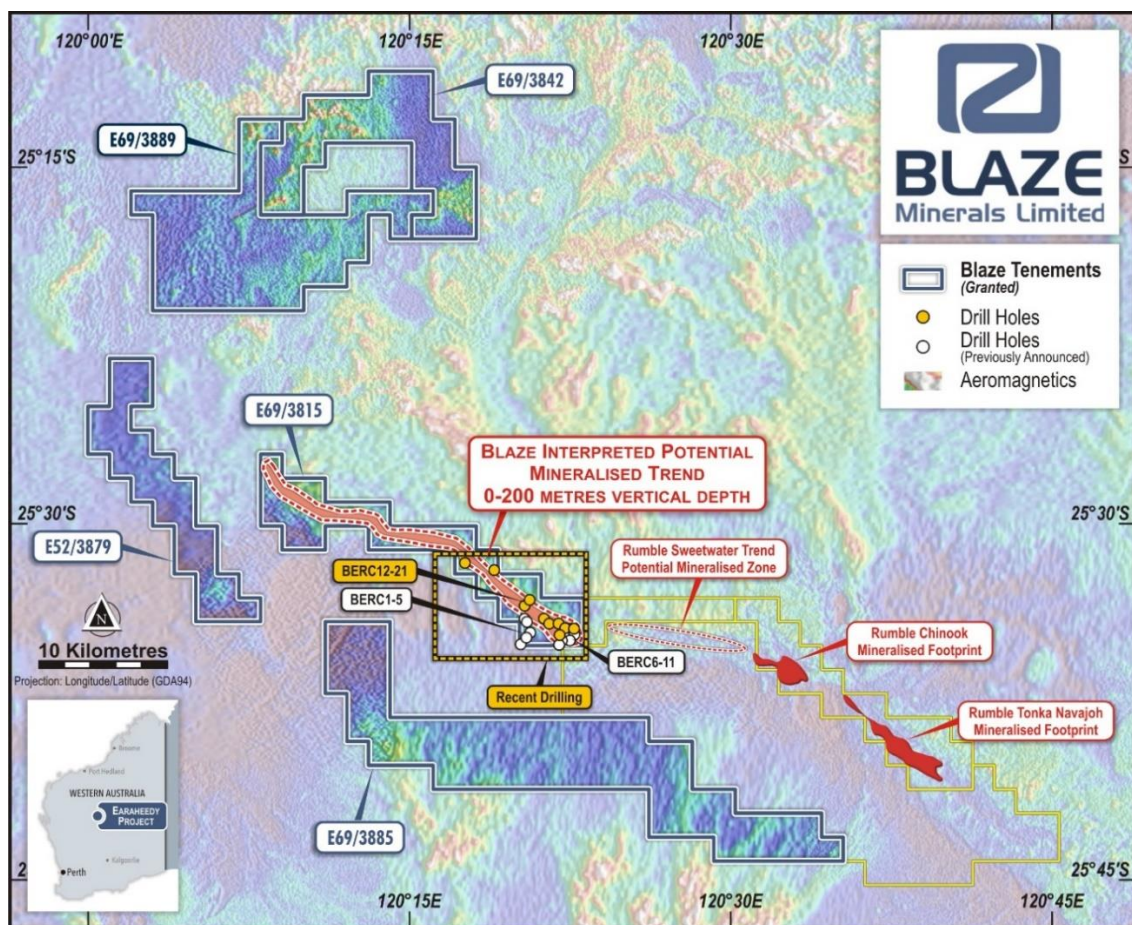 120°00'E
120°15'E
120°30'E
E69/3842
E69/3889
25°15'S
BLAZE
Minerals Limited
Blaze Tenements
(Granted)
Drill Holes
Drill Holes
(Previously Announced)
Aeromagnetics
E69/3815
BLAZE INTERPRETED POTENTIAL
MINERALISED TREND
0-200 METRES VERTICAL DEPTH
25°30'S
25°30'S
E52/3879
Rumble Sweetwater Trend
Potential Mineralised Zone
BERC12-21
BERC1-5
N
10 Kilometres
Projection: Longitude/Latitude (GDA94)
BERC6-11
Recent Drilling
Rumble Chinook
Mineralised Footprint
Rumble Tonka Navajoh
Mineralised Footprint
Broome
Port Hedland
WESTERN AUSTRALIA
EARAHEEDY
PROJECT
Kalgoorlie
Perth
E69/3885
25°45'S
120°15'E
120°30'E
120°45'E